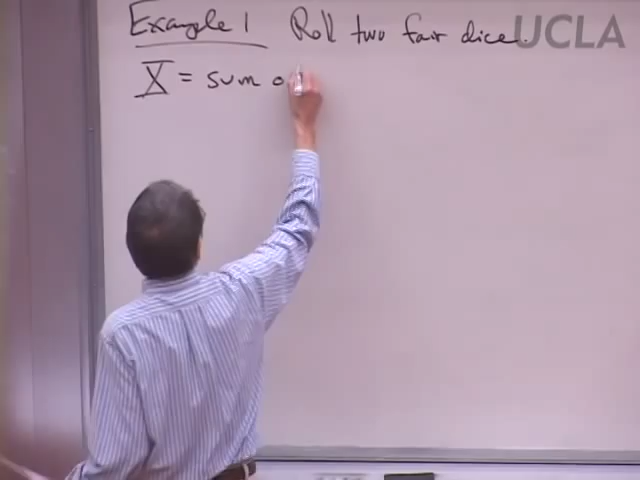 Example 1 Roll two fair dice.
UCLA
X = sum o